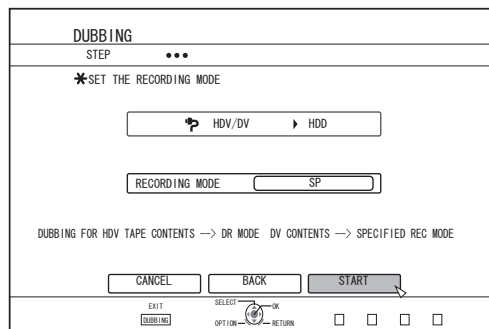 DUBBING
STEP
SET THE RECORDING MODE
HDV/DV HDD
RECORDING MODE SP
DUBBING FOR HDV TAPE CONTENTS --> DR MODE DV CONTENTS --> SPECIFIED REC MODE
CANCEL BACK START
EXIT SELECT OK
DUBBING OPTION RETURN